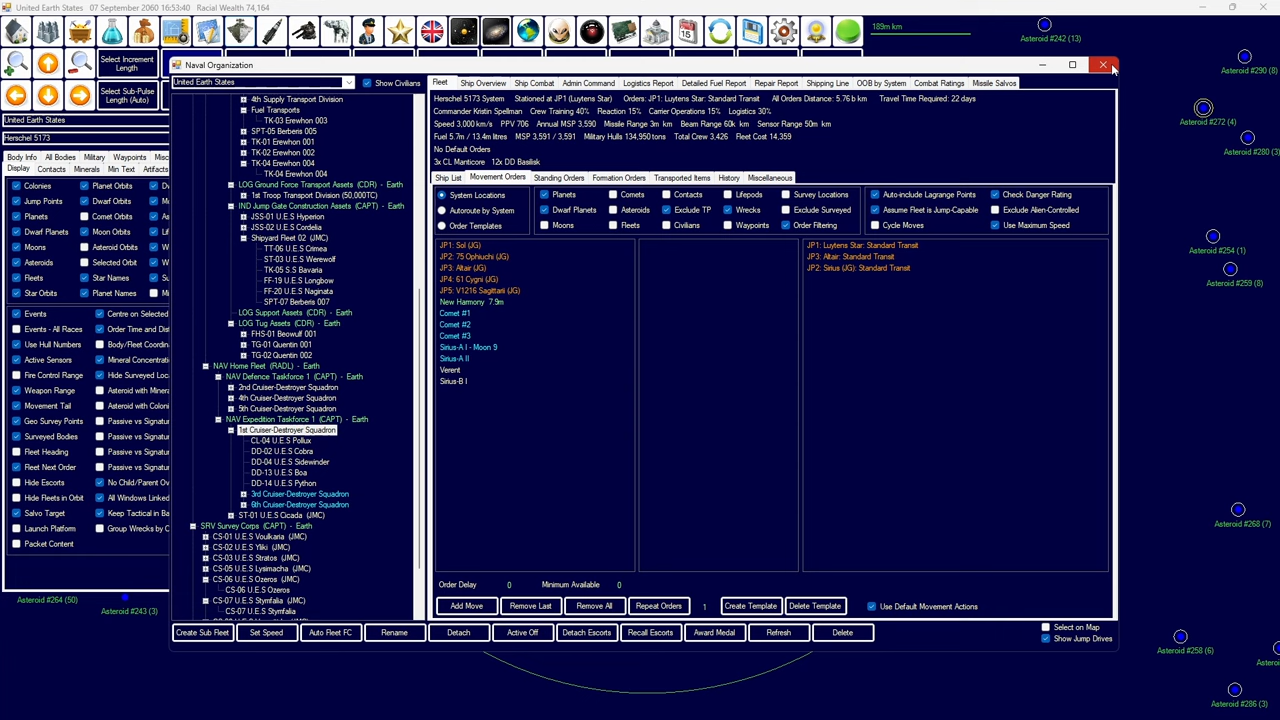 United Earth States   07 September 2060 16:53:40   Racial Wealth 74,164
189m km
Asteroid #242 (13)
Asteroid #290 (8)
Asteroid #272 (4)
Asteroid #280 (3)
Asteroid #254 (1)
Asteroid #259 (8)
Asteroid #268 (7)
Asteroid #258 (6)
Asteroid #286 (3)
Asteroid #264 (50)
Asteroid #243 (3)
Select Increment Length
Select Sub-Pulse Length (Auto)
United Earth States
Herschel 5173
Body Info All Bodies Military Waypoints
Display Contacts Minerals Min Text Artifacts
Colonies Planet Orbits
Jump Points Dwarf Orbits
Planets Comet Orbits
Dwarf Planets Moon Orbits
Moons Asteroid Orbits
Asteroids Selected Orbit
Fleets Star Names
Star Orbits Planet Names
Events Centre on Selected
Events - All Races Order Time and Dis
Use Hull Numbers Body/Fleet Coordin
Active Sensors Mineral Concentrati
Fire Control Range Hide Surveyed Loc
Weapon Range Asteroid with Minera
Movement Tail Asteroid with Coloni
Geo Survey Points Passive vs Signatur
Surveyed Bodies Passive vs Signatur
Fleet Heading Passive vs Signatur
Fleet Next Order Passive vs Signatur
Hide Escorts No Child/Parent Ov
Hide Fleets in Orbit All Windows Linked
Salvo Target Keep Tactical in Ba
Launch Platform Group Wrecks by C
Packet Content
Naval Organization
United Earth States Show Civilians
4th Supply Transport Division
Fuel Transports
TK-03 Erewhon 003
SPT-05 Berberis 005
TK-01 Erewhon 001
TK-02 Erewhon 002
TK-04 Erewhon 004
TK-04 Erewhon 004
LOG Ground Force Transport Assets (CDR) - Earth
1st Troop Transport Division (50,000TC)
IND Jump Gate Construction Assets (CAPT) - Earth
JSS-01 U.E.S Hyperion
JSS-02 U.E.S Cordelia
Shipyard Fleet 02 (JMC)
TT-06 U.E.S Crimea
ST-03 U.E.S Werewolf
TK-05 S.S Bavaria
FF-19 U.E.S Longbow
FF-20 U.E.S Naginata
SPT-07 Berberis 007
LOG Support Assets (CDR) - Earth
LOG Tug Assets (CDR) - Earth
FHS-01 Beowulf 001
TG-01 Quentin 001
TG-02 Quentin 002
NAV Home Fleet (RADL) - Earth
NAV Defence Taskforce 1 (CAPT) - Earth
2nd Cruiser-Destroyer Squadron
4th Cruiser-Destroyer Squadron
5th Cruiser-Destroyer Squadron
NAV Expedition Taskforce 1 (CAPT) - Earth
1st Cruiser-Destroyer Squadron
CL-04 U.E.S Pollux
DD-02 U.E.S Cobra
DD-04 U.E.S Sidewinder
DD-13 U.E.S Boa
DD-14 U.E.S Python
3rd Cruiser-Destroyer Squadron
6th Cruiser-Destroyer Squadron
ST-01 U.E.S Cicada (JMC)
SRV Survey Corps (CAPT) - Earth
CS-01 U.E.S Voulkaria (JMC)
CS-02 U.E.S Yliki (JMC)
CS-03 U.E.S Stratos (JMC)
CS-05 U.E.S Lysimacha (JMC)
CS-06 U.E.S Ozeros (JMC)
CS-06 U.E.S Ozeros
CS-07 U.E.S Stymfalia (JMC)
CS-07 U.E.S Stymfalia
Fleet Ship Overview Ship Combat Admin Command Logistics Report Detailed Fuel Report Repair Report Shipping Line OOB by System Combat Ratings Missile Salvos
Herschel 5173 System   Stationed at JP1 (Luytens Star)   Orders: JP1: Luytens Star: Standard Transit   All Orders Distance: 5.76 b km   Travel Time Required: 22 days
Commander Kristin Spellman   Crew Training 40%   Reaction 15%   Carrier Operations 15%   Logistics 30%
Speed 3,000 km/s   PPV 706   Annual MSP 3,590   Missile Range 3m km   Beam Range 60k km   Sensor Range 50m km
Fuel 5.7m / 13.4m litres   MSP 3,591 / 3,591   Military Hulls 134,950 tons   Total Crew 3,426   Fleet Cost 14,359
No Default Orders
3x CL Manticore   12x DD Basilisk
Ship List Movement Orders Standing Orders Formation Orders Transported Items History Miscellaneous
System Locations Planets Comets Contacts Lifepods Survey Locations Auto-include Lagrange Points Check Danger Rating
Autoroute by System Dwarf Planets Asteroids Exclude TP Wrecks Exclude Surveyed Assume Fleet is Jump-Capable Exclude Alien-Controlled
Order Templates Moons Fleets Civilians Waypoints Order Filtering Cycle Moves Use Maximum Speed
JP1: Sol (JG)
JP2: 75 Ophiuchi (JG)
JP3: Altair (JG)
JP4: 61 Cygni (JG)
JP5: V1216 Sagittarii (JG)
New Harmony  7.9m
Comet #1
Comet #2
Comet #3
Sirius-A I - Moon 9
Sirius-A II
Verent
Sirius-B I
JP1: Luytens Star: Standard Transit
JP3: Altair: Standard Transit
JP2: Sirius (JG): Standard Transit
Order Delay 0 Minimum Available 0
Add Move Remove Last Remove All Repeat Orders 1 Create Template Delete Template Use Default Movement Actions
Create Sub Fleet Set Speed Auto Fleet FC Rename Detach Active Off Detach Escorts Recall Escorts Award Medal Refresh Delete
Select on Map
Show Jump Drives